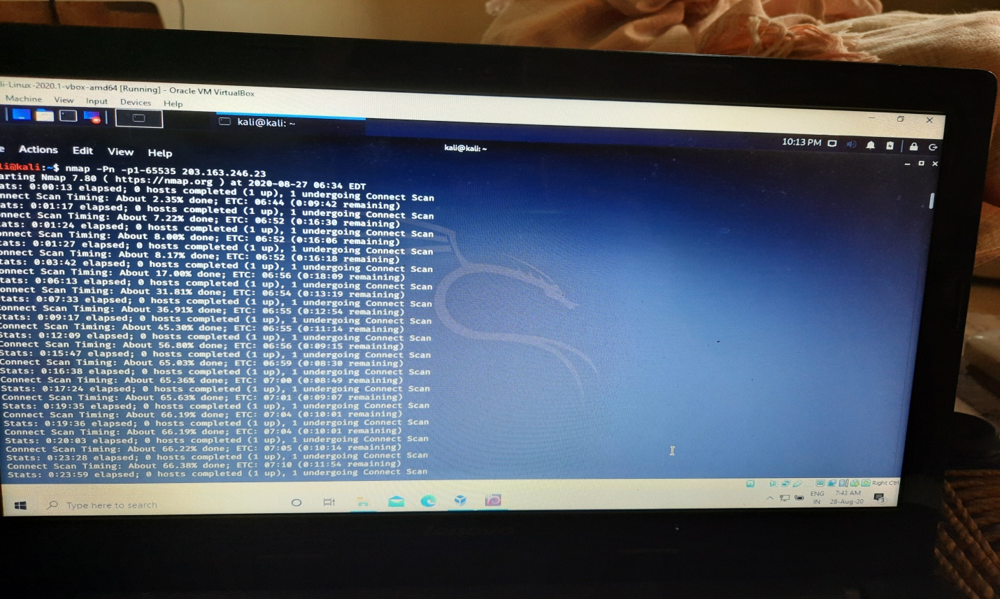 li-Linux-2020.1-vbox-amd64 [Running] - Oracle VM VirtualBox
Machine View Input Devices Help
kali@kali: ~
10:13 PM
e Actions Edit View Help
kali@kali: ~
li@kali:~$ nmap -Pn -p1-65535 203.163.246.23
arting Nmap 7.80 ( https://nmap.org ) at 2020-08-27 06:34 EDT
ats: 0:00:13 elapsed; 0 hosts completed (1 up), 1 undergoing Connect Scan
nnect Scan Timing: About 2.35% done; ETC: 06:44 (0:09:42 remaining)
ats: 0:01:17 elapsed; 0 hosts completed (1 up), 1 undergoing Connect Scan
nnect Scan Timing: About 7.22% done; ETC: 06:52 (0:16:30 remaining)
ats: 0:01:24 elapsed; 0 hosts completed (1 up), 1 undergoing Connect Scan
onnect Scan Timing: About 8.00% done; ETC: 06:52 (0:16:06 remaining)
tats: 0:01:27 elapsed; 0 hosts completed (1 up), 1 undergoing Connect Scan
onnect Scan Timing: About 8.17% done; ETC: 06:52 (0:16:18 remaining)
tats: 0:03:42 elapsed; 0 hosts completed (1 up), 1 undergoing Connect Scan
onnect Scan Timing: About 17.00% done; ETC: 06:56 (0:18:09 remaining)
tats: 0:06:13 elapsed; 0 hosts completed (1 up), 1 undergoing Connect Scan
onnect Scan Timing: About 31.81% done; ETC: 06:54 (0:13:19 remaining)
tats: 0:07:33 elapsed; 0 hosts completed (1 up), 1 undergoing Connect Scan
Connect Scan Timing: About 36.91% done; ETC: 06:55 (0:12:54 remaining)
Stats: 0:09:17 elapsed; 0 hosts completed (1 up), 1 undergoing Connect Scan
Connect Scan Timing: About 45.30% done; ETC: 06:55 (0:11:14 remaining)
Stats: 0:12:09 elapsed; 0 hosts completed (1 up), 1 undergoing Connect Scan
Connect Scan Timing: About 56.80% done; ETC: 06:56 (0:09:15 remaining)
Stats: 0:15:47 elapsed; 0 hosts completed (1 up), 1 undergoing Connect Scan
Connect Scan Timing: About 65.03% done; ETC: 06:59 (0:08:30 remaining)
Stats: 0:16:38 elapsed; 0 hosts completed (1 up), 1 undergoing Connect Scan
Connect Scan Timing: About 65.36% done; ETC: 07:00 (0:08:49 remaining)
Stats: 0:17:24 elapsed; 0 hosts completed (1 up), 1 undergoing Connect Scan
Connect Scan Timing: About 65.63% done; ETC: 07:01 (0:09:07 remaining)
Stats: 0:19:35 elapsed; 0 hosts completed (1 up), 1 undergoing Connect Scan
Connect Scan Timing: About 66.19% done; ETC: 07:04 (0:10:01 remaining)
Stats: 0:19:36 elapsed; 0 hosts completed (1 up), 1 undergoing Connect Scan
Connect Scan Timing: About 66.19% done; ETC: 07:04 (0:10:01 remaining)
Stats: 0:20:03 elapsed; 0 hosts completed (1 up), 1 undergoing Connect Scan
Connect Scan Timing: About 66.22% done; ETC: 07:05 (0:10:14 remaining)
Stats: 0:23:28 elapsed; 0 hosts completed (1 up), 1 undergoing Connect Scan
Connect Scan Timing: About 66.38% done; ETC: 07:10 (0:11:54 remaining)
Stats: 0:23:59 elapsed; 0 hosts completed (1 up), 1 undergoing Connect Scan
Right Ctrl
Type here to search
ENG 7:43 AM
IN 28-Aug-20 3